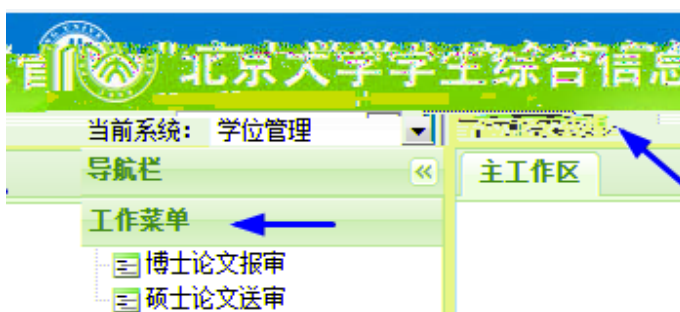 北京大学学生综合信息
当前系统： 学位管理
导航栏
主工作区
工作菜单
博士论文报审
硕士论文送审